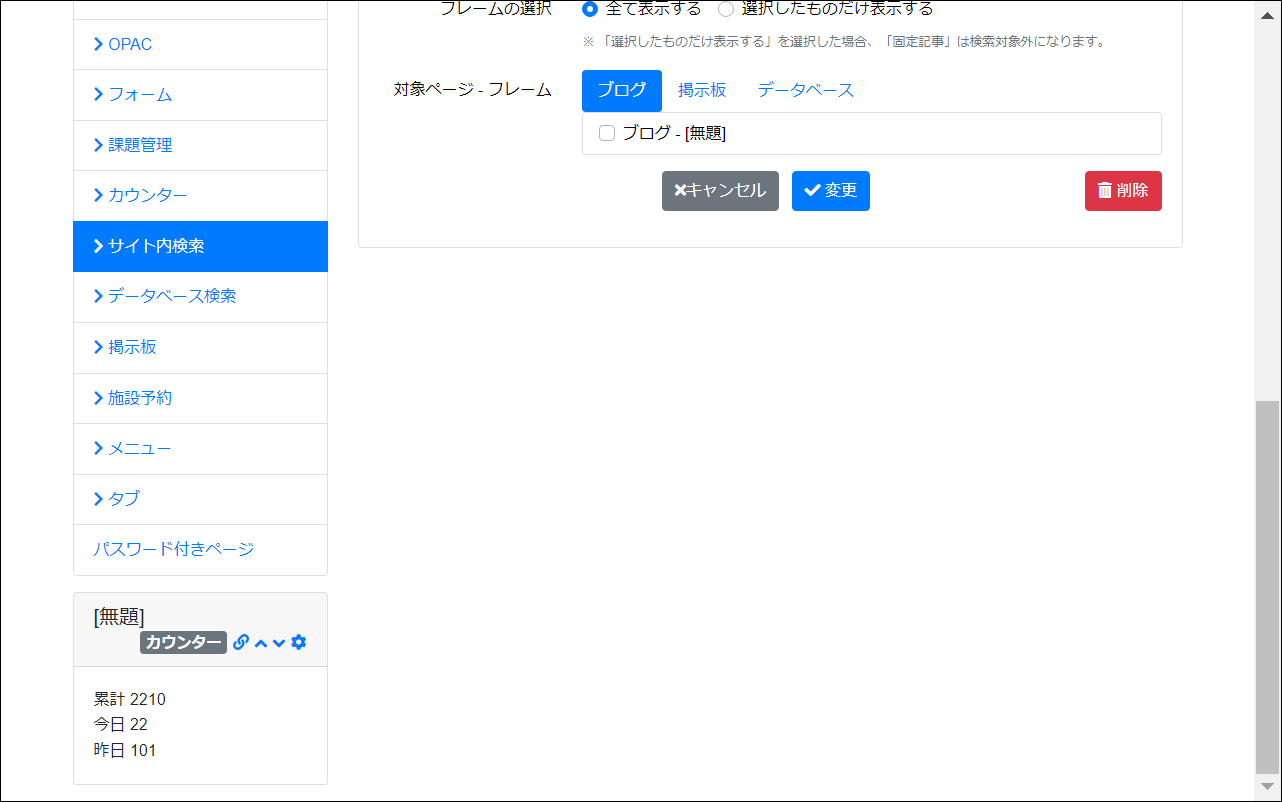 フレームの選択 全て表示する 選択したものだけ表示する
※ 「選択したものだけ表示する」を選択した場合、「固定記事」は検索対象外になります。
対象ページ - フレーム ブログ 掲示板 データベース
ブログ - [無題]
キャンセル 変更 削除
OPAC
フォーム
課題管理
カウンター
サイト内検索
データベース検索
掲示板
施設予約
メニュー
タブ
パスワード付きページ
[無題]
カウンター
累計 2210
今日 22
昨日 101